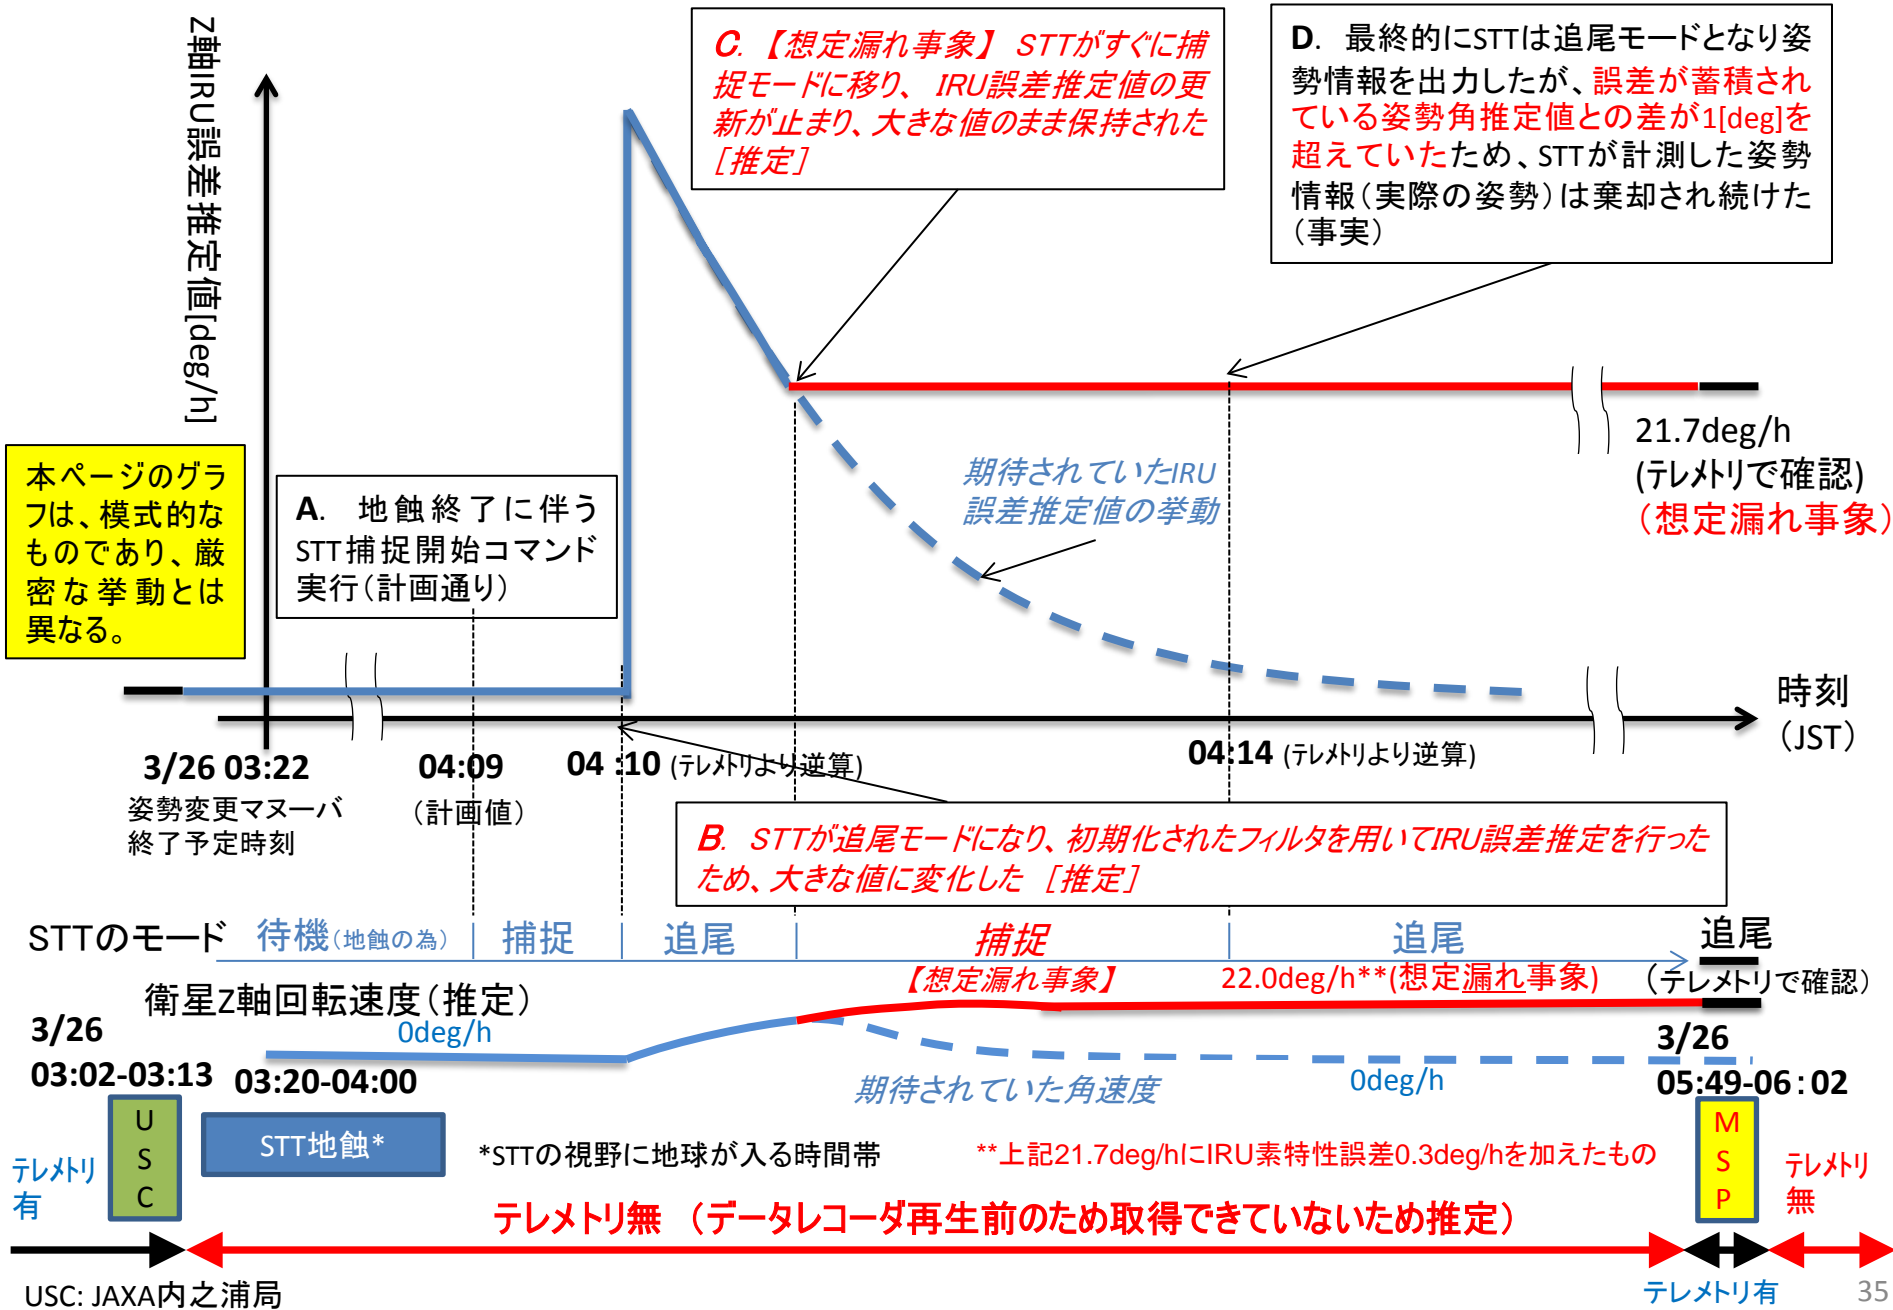 Z軸IRU誤差推定値[deg/h]
C.【想定漏れ事象】 STTがすぐに捕
捉モードに移り、 IRU誤差推定値の更
新が止まり、大きな値のまま保持された
［推定］
D. 最終的にSTTは追尾モードとなり姿
勢情報を出力したが、誤差が蓄積され
ている姿勢角推定値との差が1[deg]を
超えていたため、STTが計測した姿勢
情報（実際の姿勢）は棄却され続けた
（事実）
21.7deg/h
(テレメトリで確認)
（想定漏れ事象）
本ページのグラ
フは、模式的な
ものであり、厳
密な挙動とは
異なる。
A. 地蝕終了に伴う
STT捕捉開始コマンド
実行（計画通り）
期待されていたIRU
誤差推定値の挙動
時刻
（JST）
3/26 03:22
姿勢変更マヌーバ
終了予定時刻
04:09
（計画値）
04 :10 (テレメトリより逆算)
04:14 (テレメトリより逆算)
B. STTが追尾モードになり、初期化されたフィルタを用いてIRU誤差推定を行った
ため、大きな値に変化した ［推定］
STTのモード 待機(地蝕の為) 捕捉 追尾 捕捉 追尾 追尾
【想定漏れ事象】 22.0deg/h**(想定漏れ事象) （テレメトリで確認）
衛星Z軸回転速度（推定）
0deg/h
3/26
03:02-03:13 03:20-04:00
期待されていた角速度
0deg/h
3/26
05:49-06：02
テレメトリ
有
U
S
C
STT地蝕*
*STTの視野に地球が入る時間帯
**上記21.7deg/hにIRU素特性誤差0.3deg/hを加えたもの
M
S
P
テレメトリ
無
テレメトリ無 （データレコーダ再生前のため取得できていないため推定）
USC: JAXA内之浦局
テレメトリ有
35